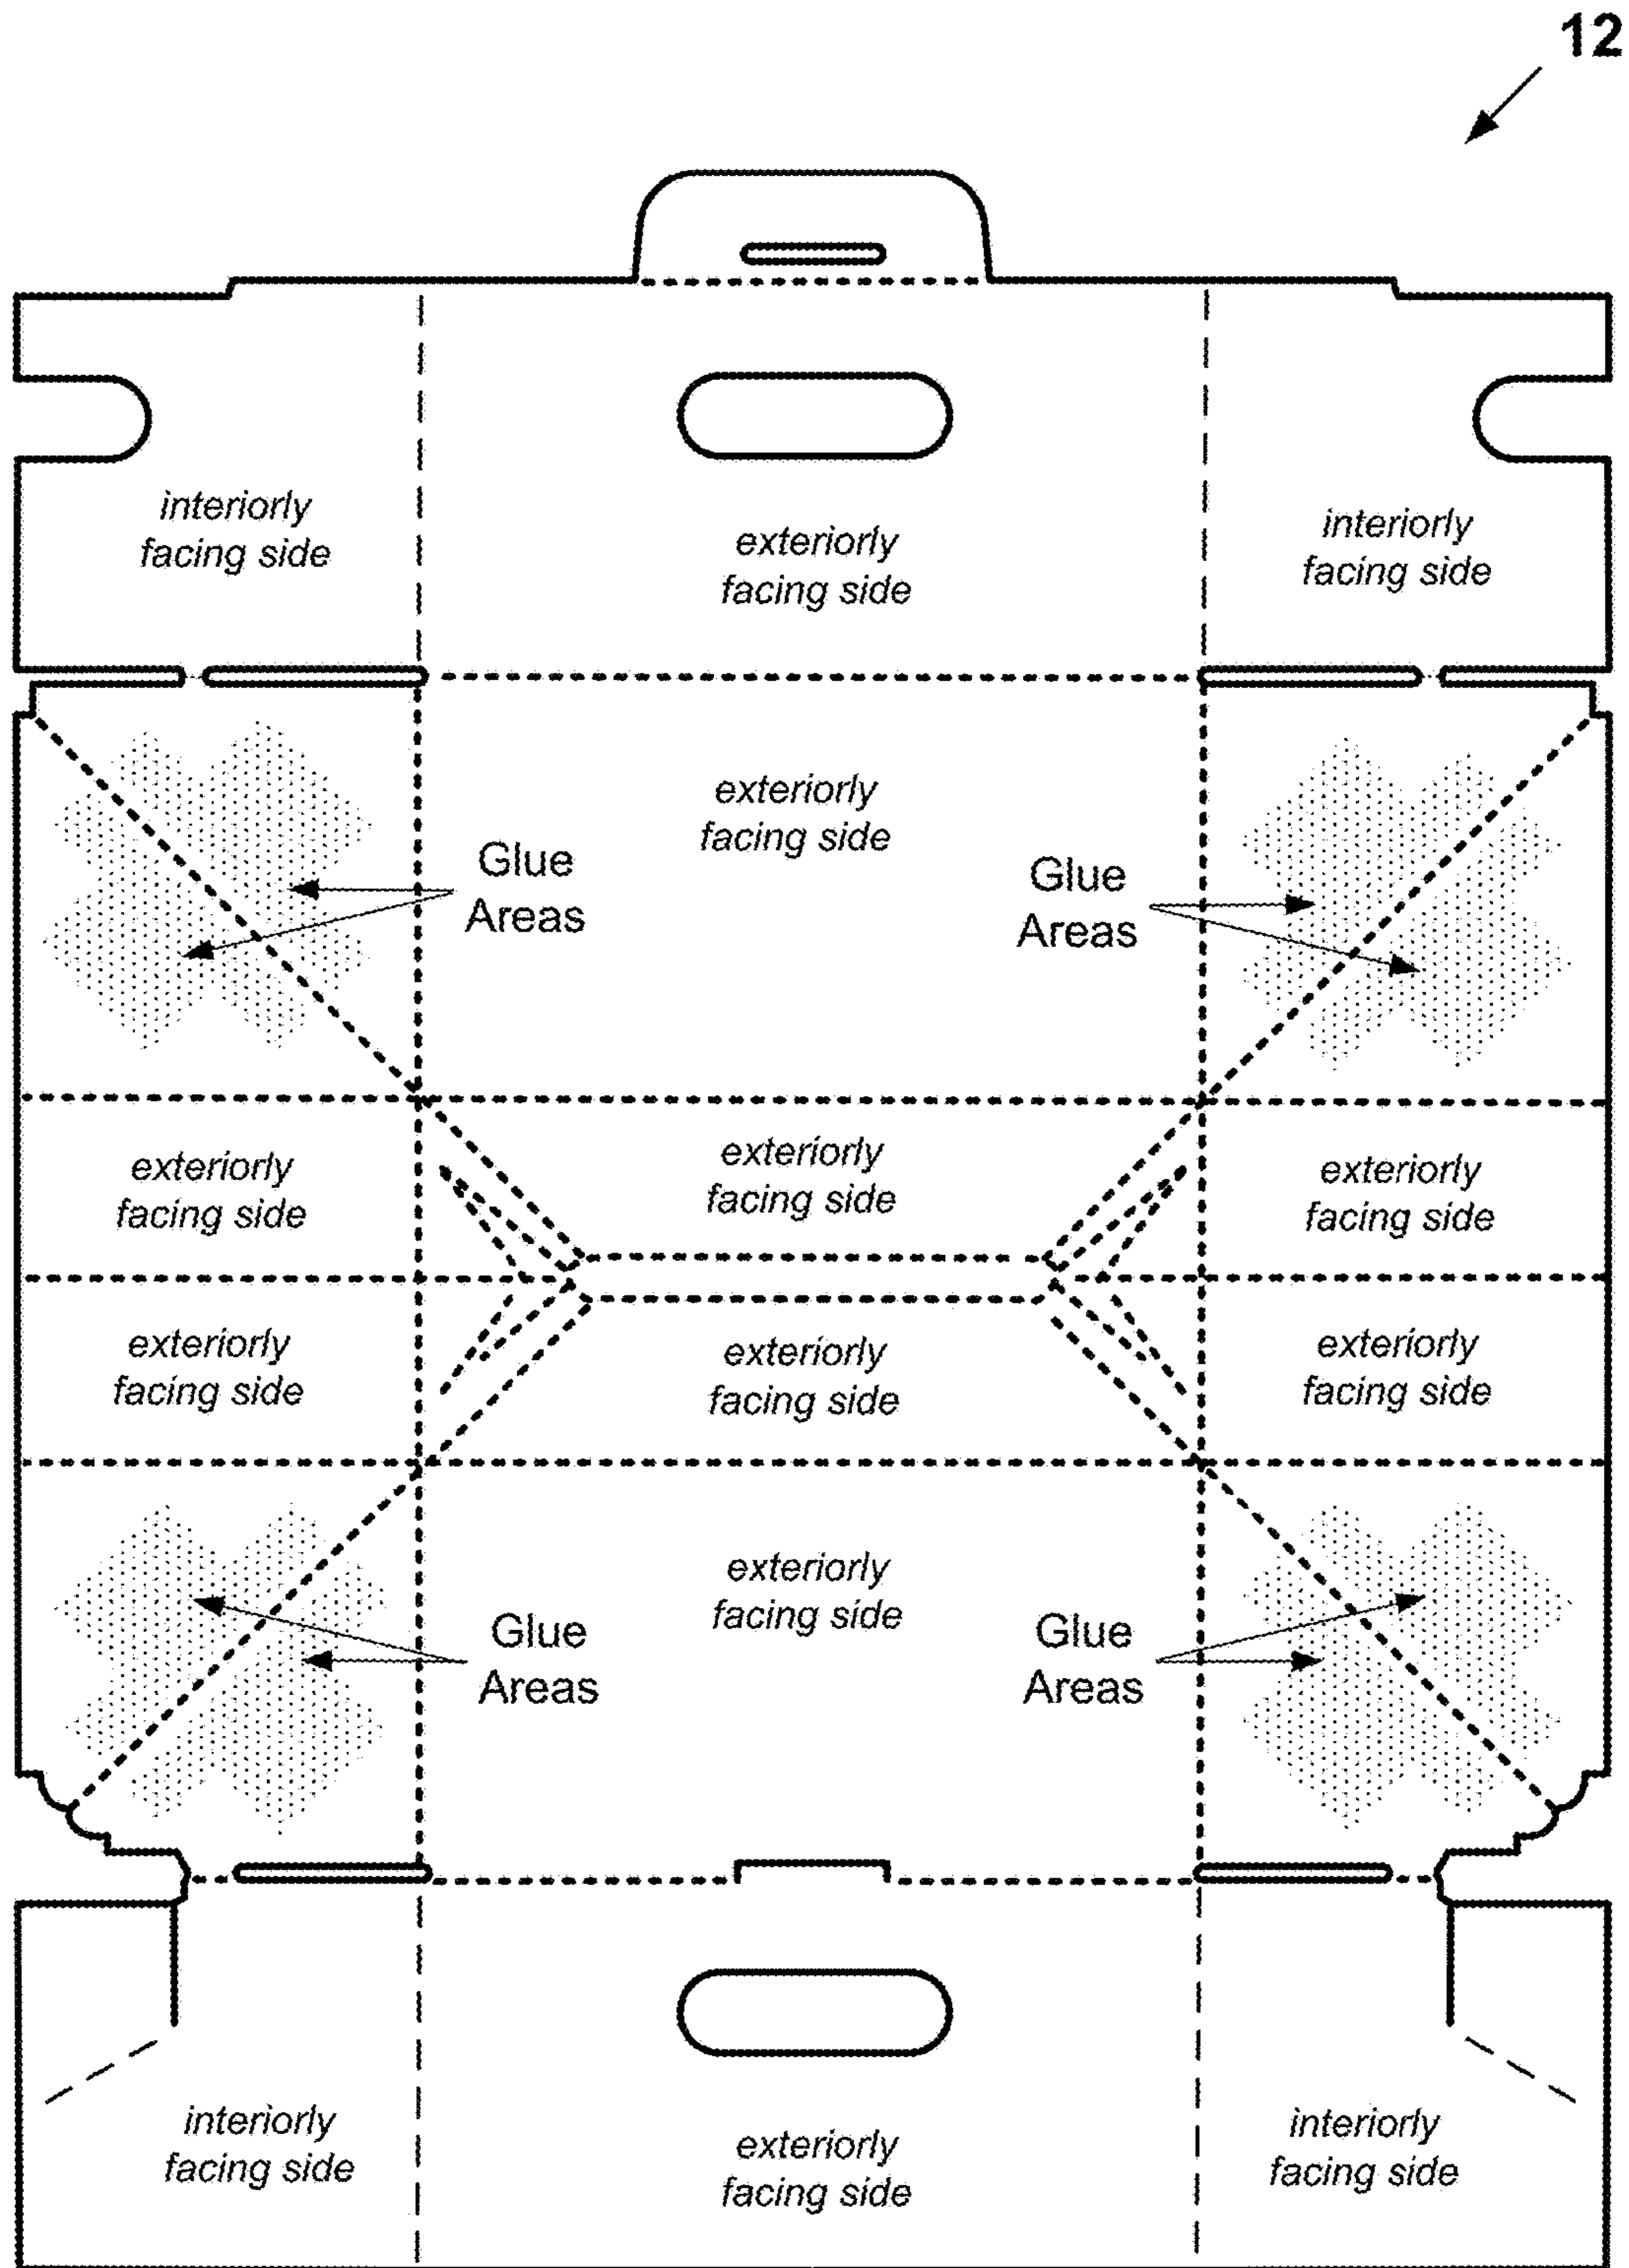 12
interiorly
facing side
exteriorly
facing side
interiorly
facing side
exteriorly
facing side
Glue
Areas
Glue
Areas
exteriorly
facing side
exteriorly
facing side
exteriorly
facing side
exteriorly
facing side
exteriorly
facing side
exteriorly
facing side
exteriorly
facing side
Glue
Areas
Glue
Areas
interiorly
facing side
exteriorly
facing side
interiorly
facing side